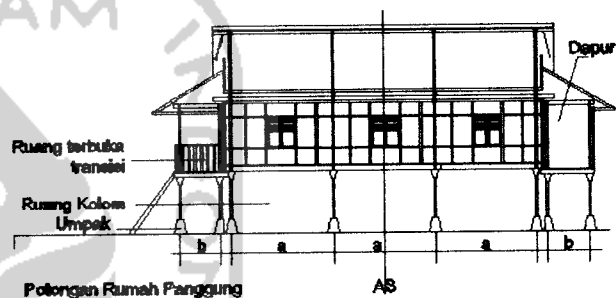 Dapur
Ruang terbuka
transisi
Ruang Kolom
Umpak
b a a a b
Potongan Rumah Panggung
AS